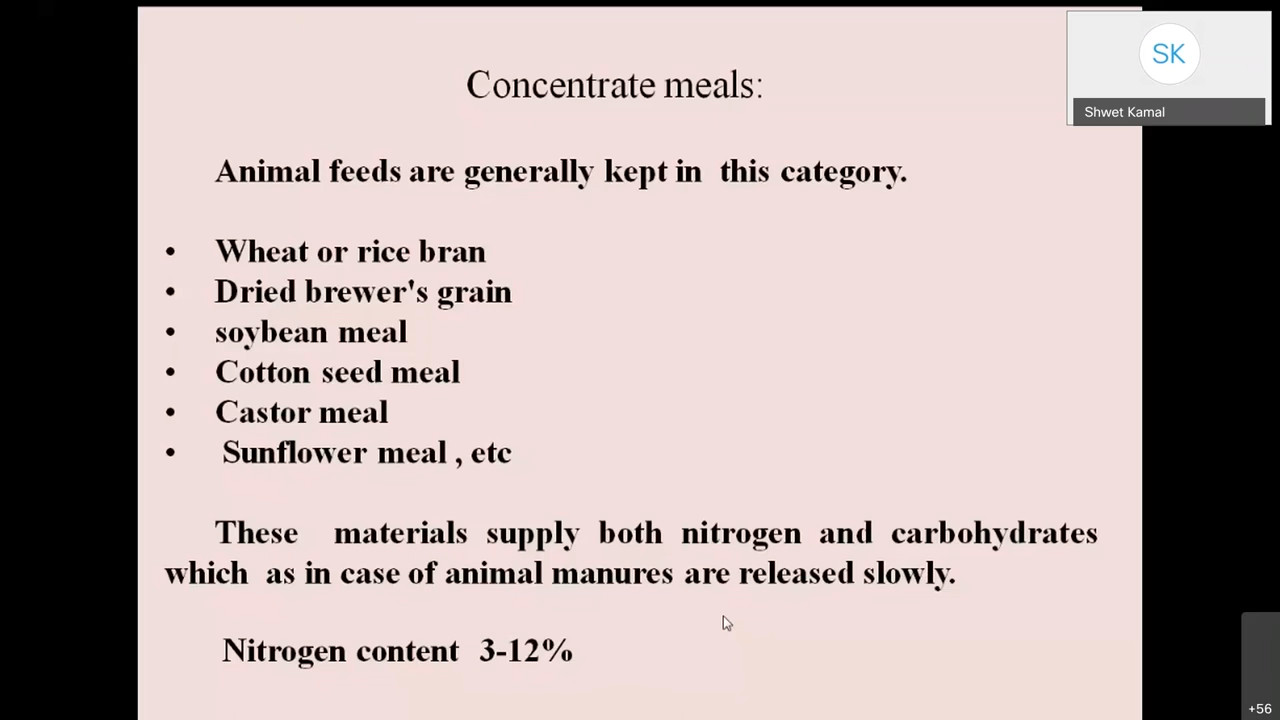 Concentrate meals:
SK
Shwet Kamal
Animal feeds are generally kept in this category.
• Wheat or rice bran
• Dried brewer's grain
• soybean meal
• Cotton seed meal
• Castor meal
• Sunflower meal , etc
These materials supply both nitrogen and carbohydrates
which as in case of animal manures are released slowly.
Nitrogen content 3-12%
+56